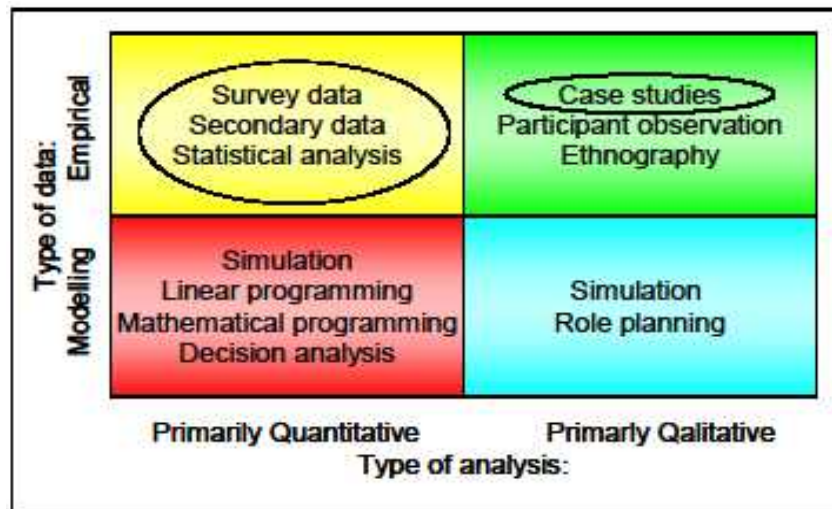 Type of data:
Empirical
Modelling
Survey data
Secondary data
Statistical analysis
Case studies
Participant observation
Ethnography
Simulation
Linear programming
Mathematical programming
Decision analysis
Simulation
Role planning
Primarily Quantitative
Primarly Qalitative
Type of analysis: